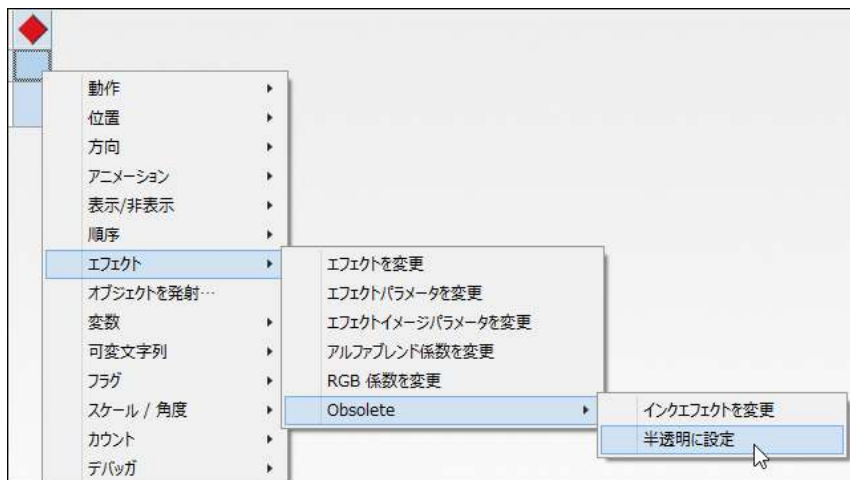 動作
位置
方向
アニメーション
表示/非表示
順序
エフェクト
オブジェクトを発射…
変数
可変文字列
フラグ
スケール / 角度
カウント
デバッガ
エフェクトを変更
エフェクトパラメータを変更
エフェクトイメージパラメータを変更
アルファブレンド係数を変更
RGB 係数を変更
Obsolete
インクエフェクトを変更
半透明に設定